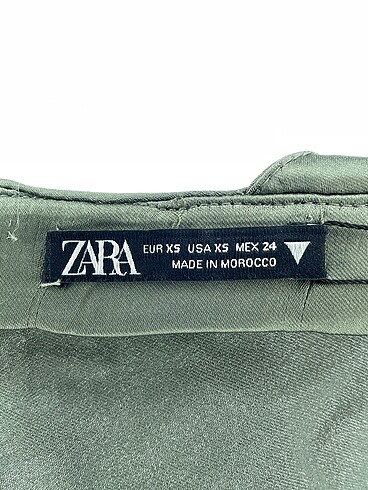 ZARA
EUR XS USA XS MEX 24
MADE IN MOROCCO